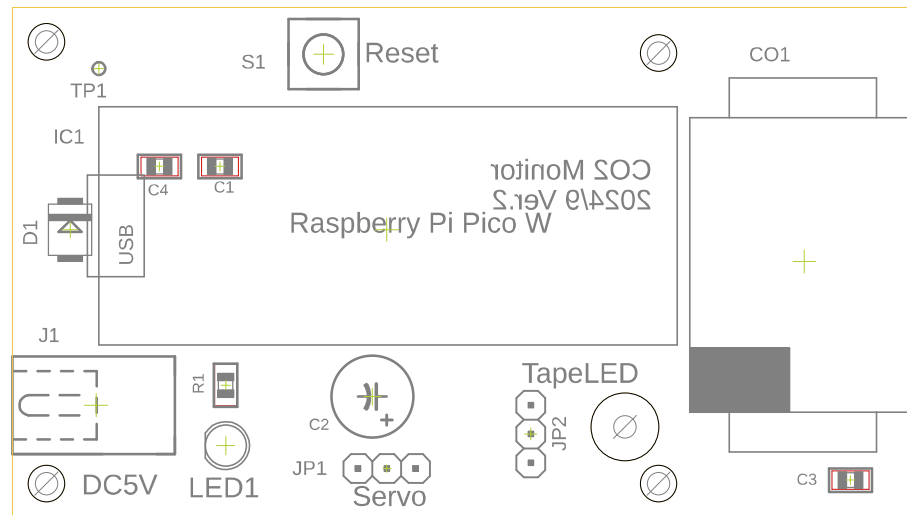 CO1
S1
Reset
TP1
IC1
C4
C1
CO2 Monitor
2024/9 Ver.2
Raspberry Pi Pico W
D1
USB
J1
R1
C2
TapeLED
JP2
JP1
Servo
DC5V
LED1
C3